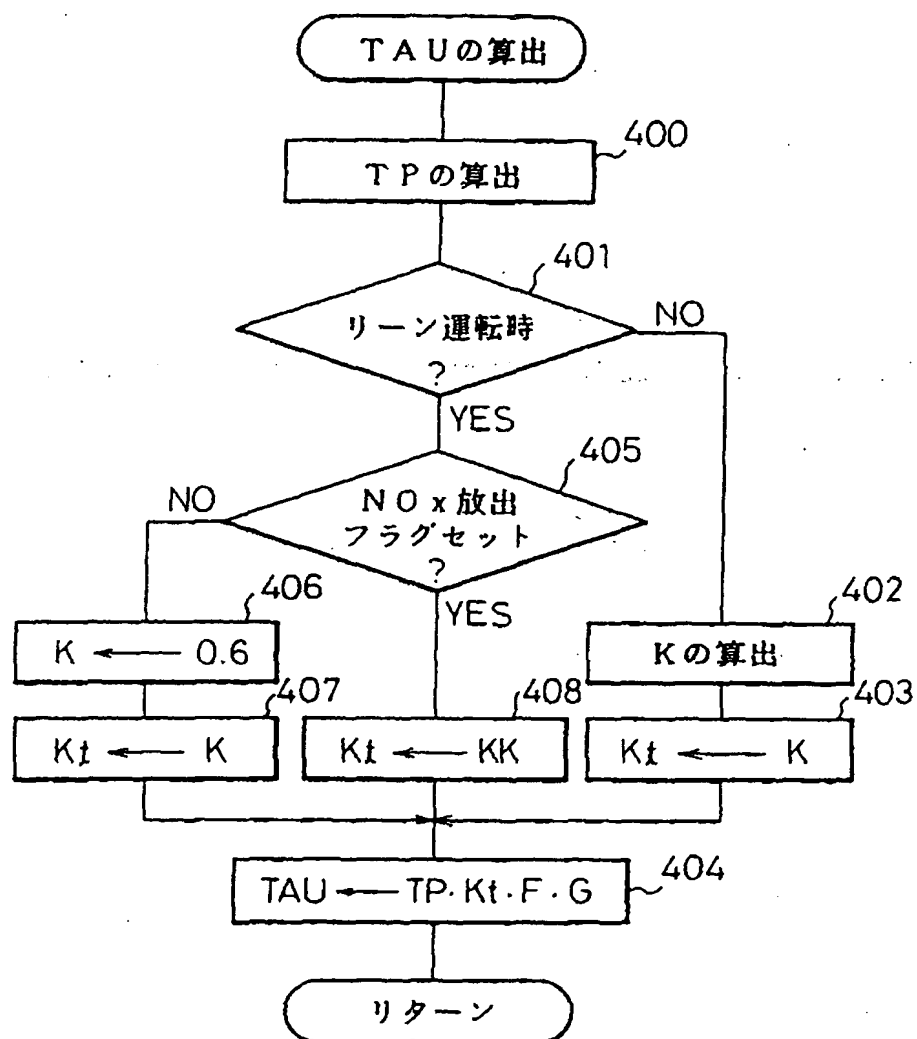 TAUの算出
400
TPの算出
401
リーン運転時
?
NO
YES
405
NOx放出
フラグセット
?
NO
YES
406
K ← 0.6
402
Kの算出
407
Kt ← K
408
Kt ← KK
403
Kt ← K
404
TAU ← TP・Kt・F・G
リターン